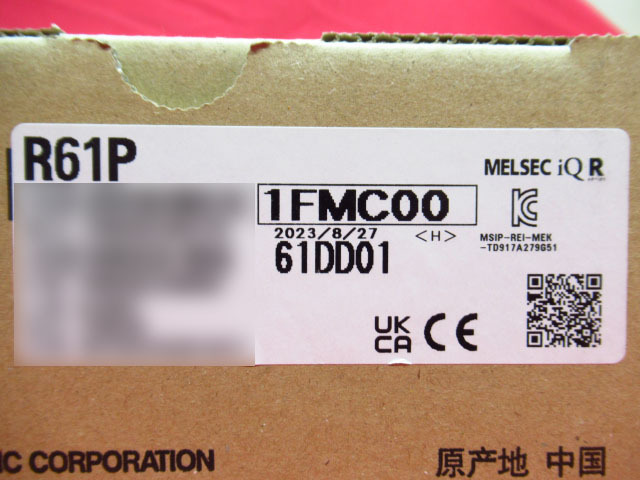 R61P
MELSEC iQ R
1FMC00
2023/8/27 <H>
61DD01
MSIP-REI-MEK
-TD917A279G51
UK
CA CE
IC CORPORATION
原产地 中国